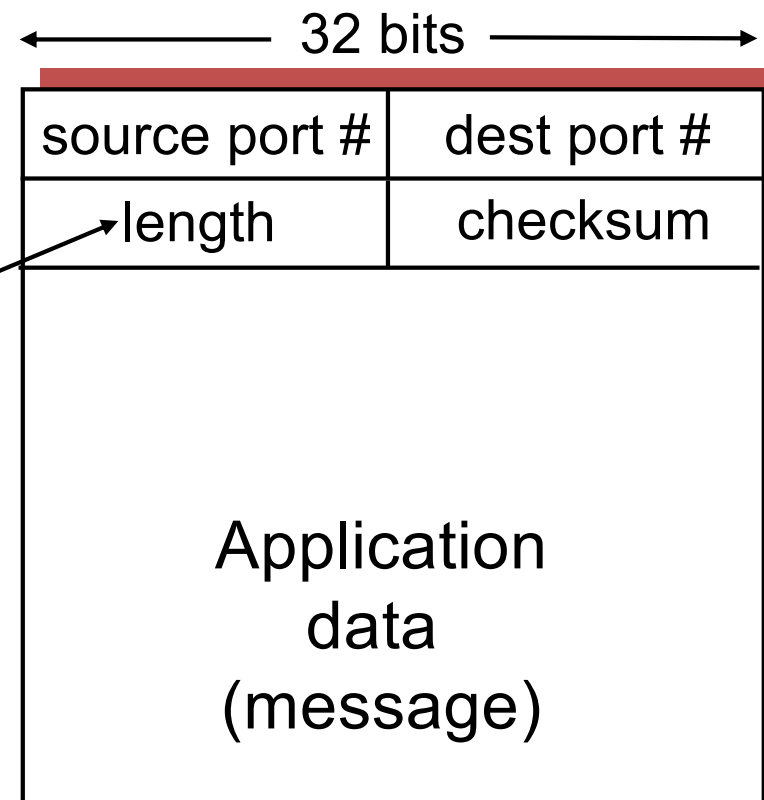 32 bits
source port # dest port #
length checksum
Application
data
(message)